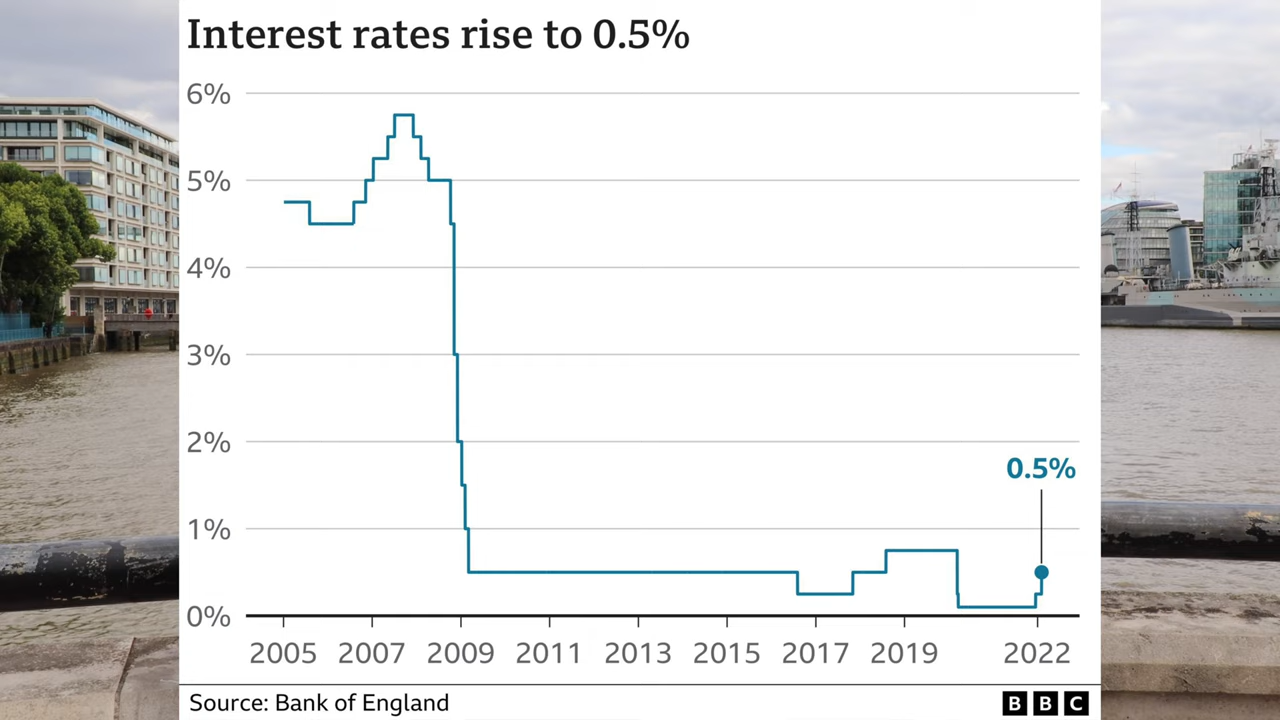 Interest rates rise to 0.5%
6%
5%
4%
3%
2%
0.5%
1%
0%
2005 2007 2009 2011 2013 2015 2017 2019 2022
Source: Bank of England
BBC